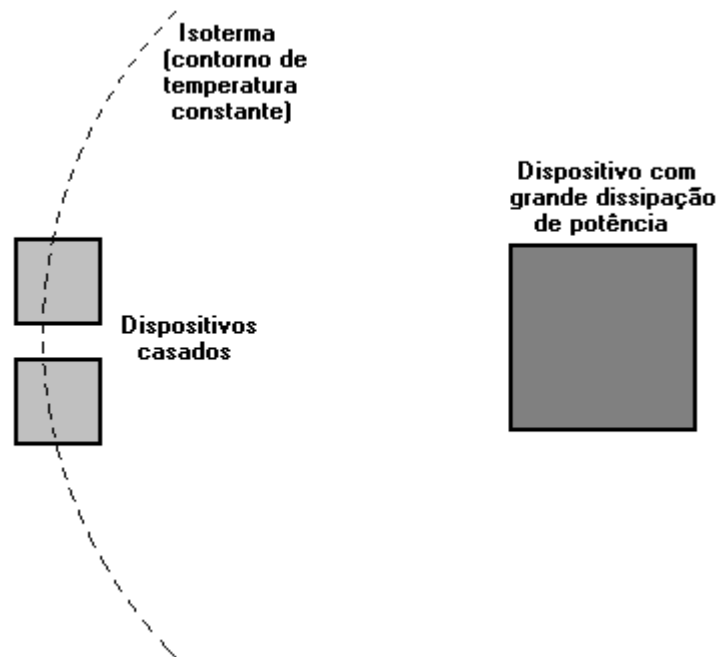 Isoterma
(contorno de
temperatura
constante)
Dispositivo com
grande dissipação
de potência
Dispositivos
casados